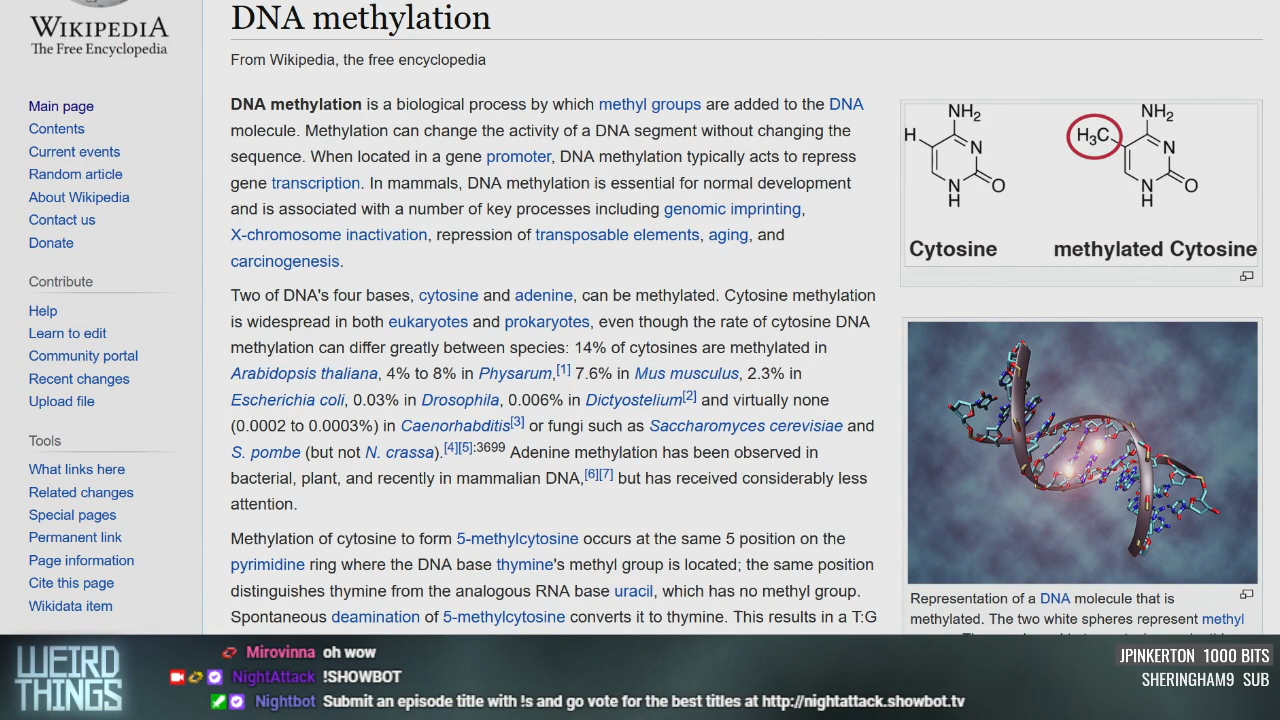 WIKIPEDIA
The Free Encyclopedia
Main page
Contents
Current events
Random article
About Wikipedia
Contact us
Donate
Contribute
Help
Learn to edit
Community portal
Recent changes
Upload file
Tools
What links here
Related changes
Special pages
Permanent link
Page information
Cite this page
Wikidata item
DNA methylation
From Wikipedia, the free encyclopedia
DNA methylation is a biological process by which methyl groups are added to the DNA
molecule. Methylation can change the activity of a DNA segment without changing the
sequence. When located in a gene promoter, DNA methylation typically acts to repress
gene transcription. In mammals, DNA methylation is essential for normal development
and is associated with a number of key processes including genomic imprinting,
X-chromosome inactivation, repression of transposable elements, aging, and
carcinogenesis.
Two of DNA's four bases, cytosine and adenine, can be methylated. Cytosine methylation
is widespread in both eukaryotes and prokaryotes, even though the rate of cytosine DNA
methylation can differ greatly between species: 14% of cytosines are methylated in
Arabidopsis thaliana, 4% to 8% in Physarum,[1] 7.6% in Mus musculus, 2.3% in
Escherichia coli, 0.03% in Drosophila, 0.006% in Dictyostelium[2] and virtually none
(0.0002 to 0.0003%) in Caenorhabditis[3] or fungi such as Saccharomyces cerevisiae and
S. pombe (but not N. crassa).[4][5]:3699 Adenine methylation has been observed in
bacterial, plant, and recently in mammalian DNA,[6][7] but has received considerably less
attention.
Methylation of cytosine to form 5-methylcytosine occurs at the same 5 position on the
pyrimidine ring where the DNA base thymine's methyl group is located; the same position
distinguishes thymine from the analogous RNA base uracil, which has no methyl group.
Spontaneous deamination of 5-methylcytosine converts it to thymine. This results in a T:G
NH2
H
N
N
H
O
Cytosine
NH2
H3C
N
N
H
O
methylated Cytosine
Representation of a DNA molecule that is
methylated. The two white spheres represent methyl
WEIRD
THINGS
Mirovinna oh wow
NightAttack !SHOWBOT
Nightbot Submit an episode title with !s and go vote for the best titles at http://nightattack.showbot.tv
JPINKERTON 1000 BITS
SHERINGHAM9 SUB